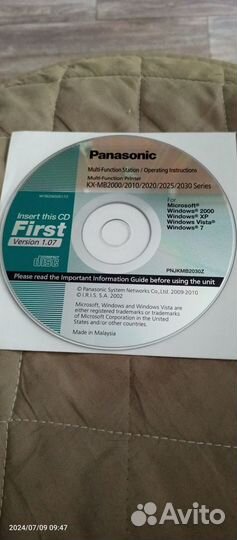 Panasonic
Multi-Function Station / Operating Instructions
Multi-Function Printer
KX-MB2000/2010/2020/2025/2030 Series
Insert this CD
First
Version 1.07
For
Microsoft®
Windows® 2000
Windows® XP
Windows Vista®
Windows® 7
PNJKMB2030Z
Please read the Important Information Guide before using the unit
© Panasonic System Networks Co., Ltd. 2009-2010
© I.R.I.S. S.A. 2002
Microsoft, Windows and Windows Vista are
either registered trademarks or trademarks
of Microsoft Corporation in the United
States and/or other countries.
Made in Malaysia
2024/07/09 09:47
Avito